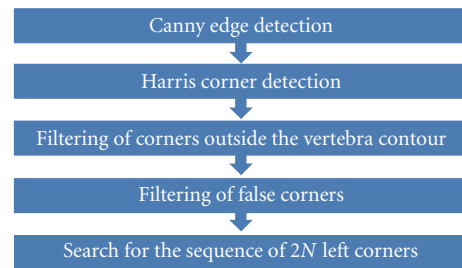 Canny edge detection
Harris corner detection
Filtering of corners outside the vertebra contour
Filtering of false corners
Search for the sequence of 2N left corners